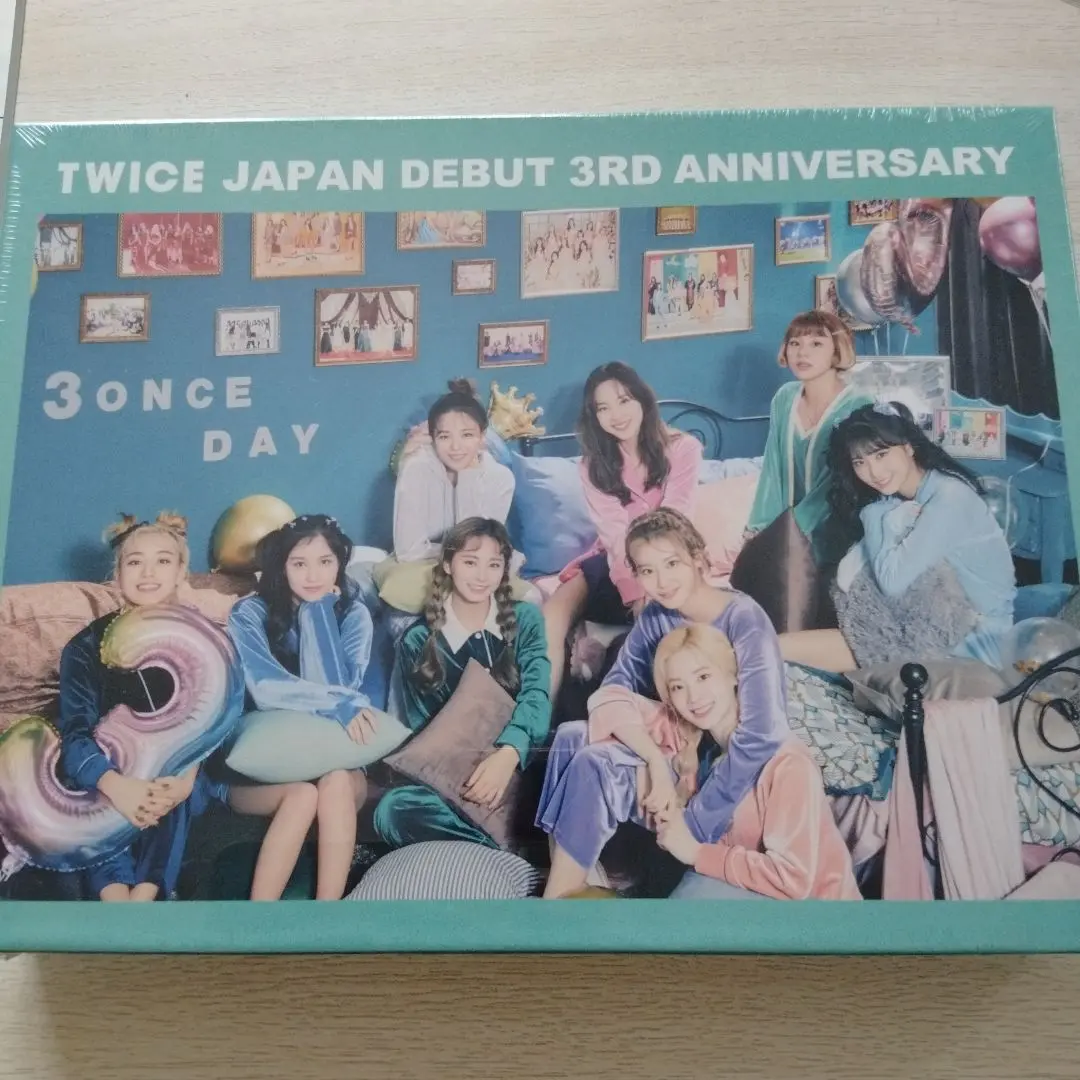 TWICE JAPAN DEBUT 3RD ANNIVERSARY
3 ONCE
DAY